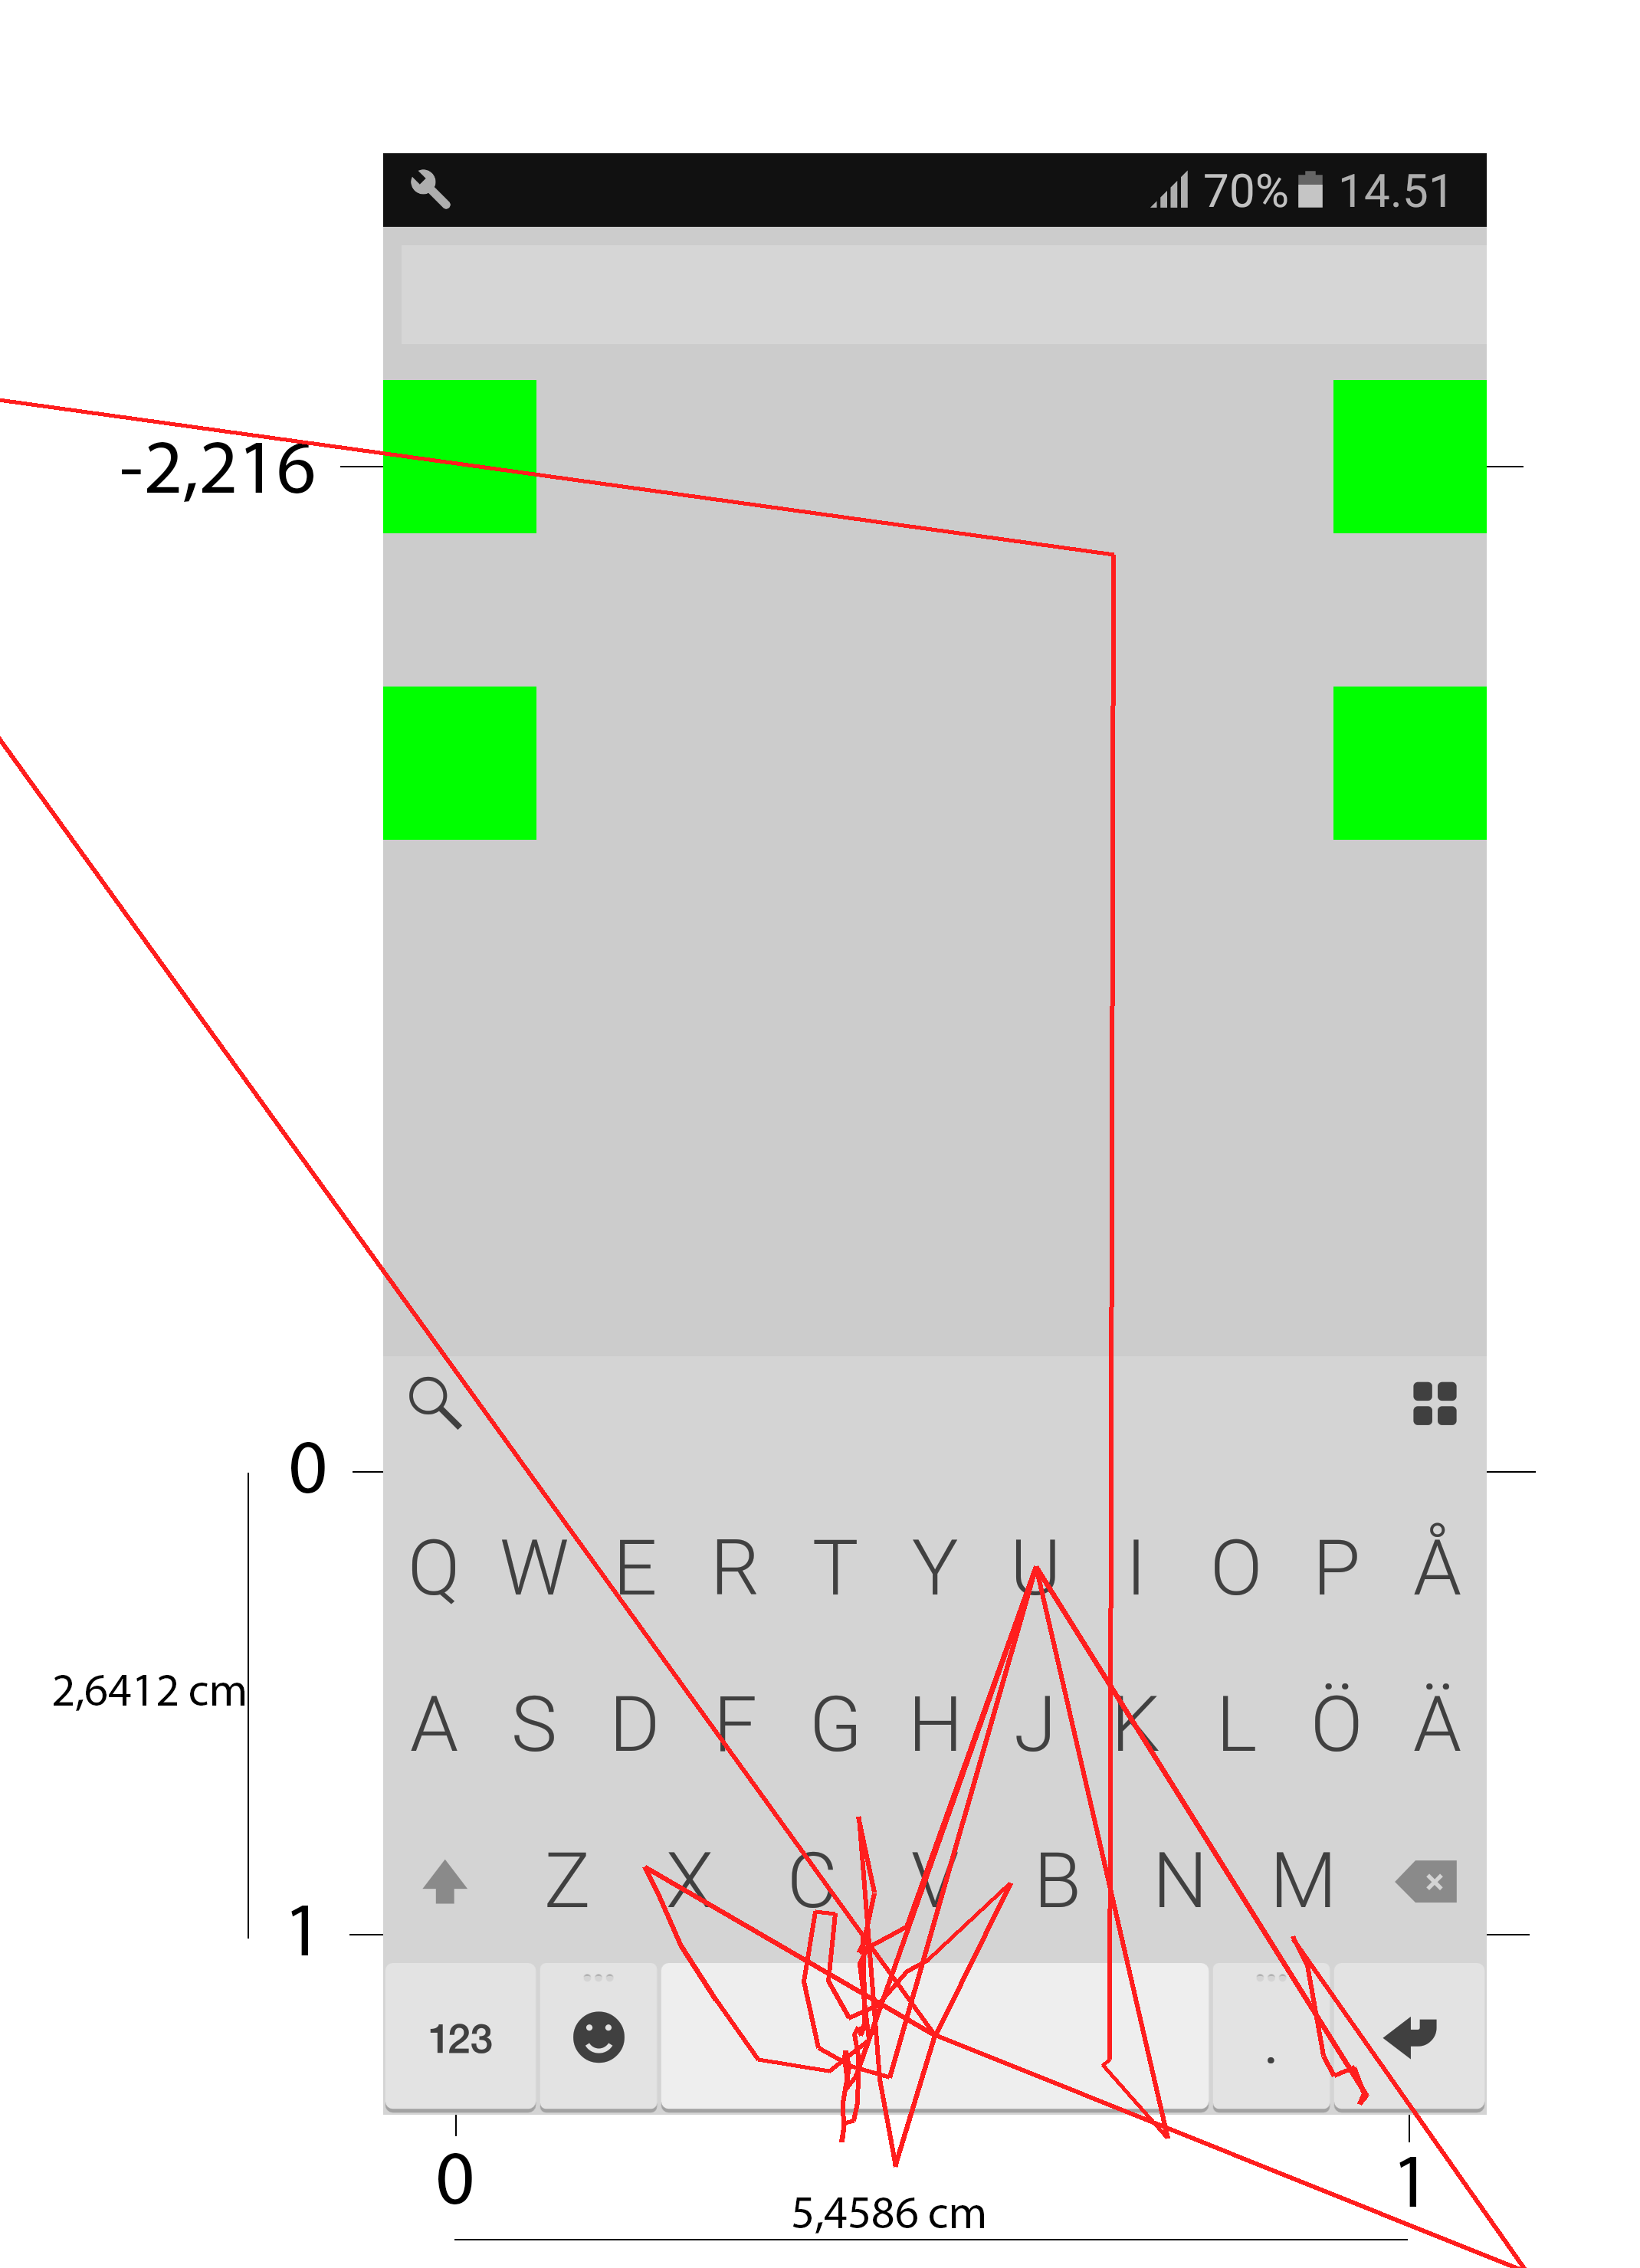 70% 14.51
-2,216
0
Q W E R T Y U I O P Å
2,6412 cm
A S D F G H J K L Ö Ä
Z X C V B N M
1
123 .
0 1
5,4586 cm